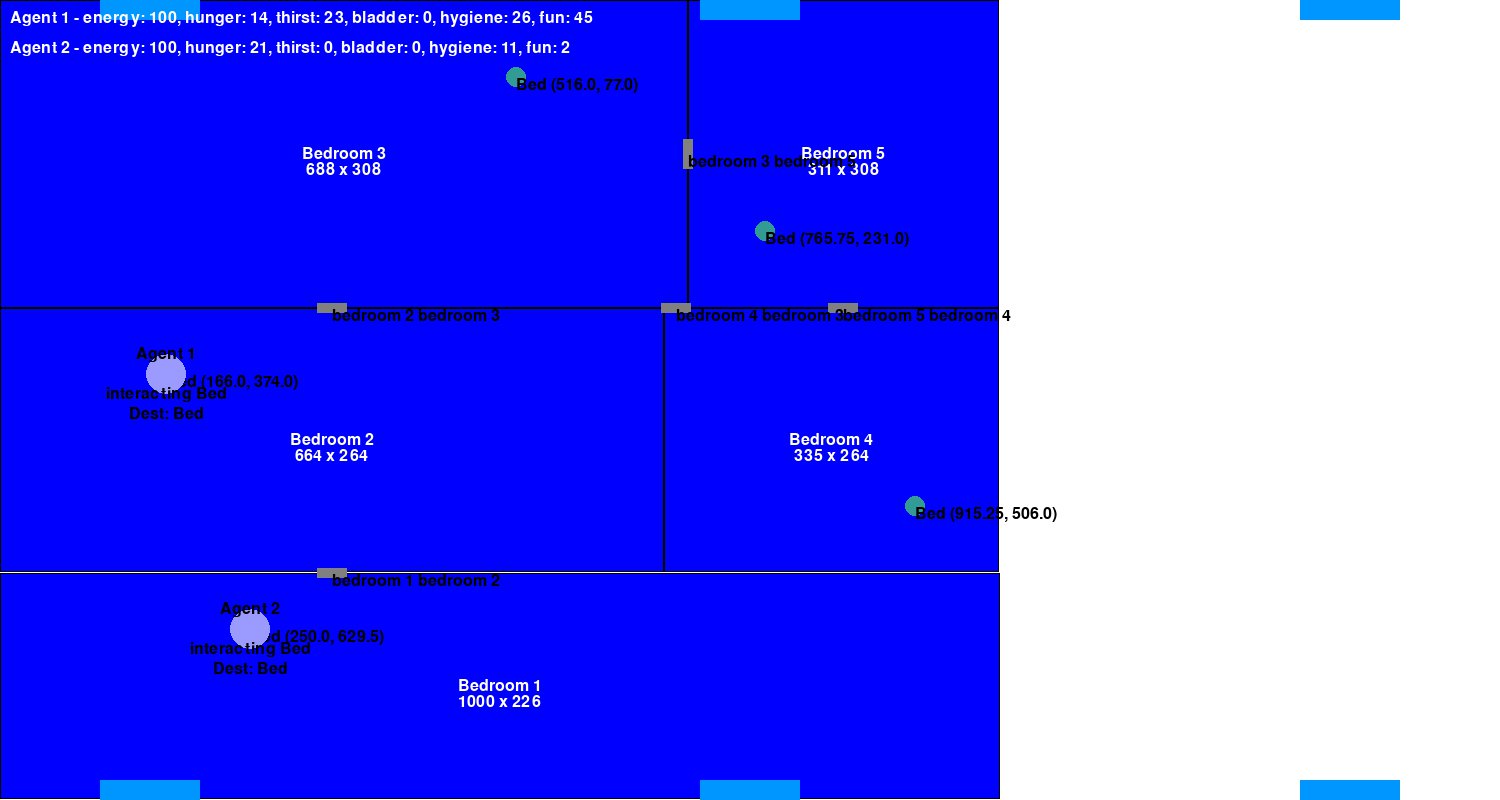 Agent 1 - energy: 100, hunger: 14, thirst: 23, bladder: 0, hygiene: 26, fun: 45
Agent 2 - energy: 100, hunger: 21, thirst: 0, bladder: 0, hygiene: 11, fun: 2
Bed (516.0, 77.0)
Bedroom 3
688 x 308
bedroom 3 bedroom 5
Bedroom 5
311 x 308
Bed (765.75, 231.0)
bedroom 2 bedroom 3
bedroom 4 bedroom 3
bedroom 5 bedroom 4
Agent 1
(166.0, 374.0)
interacting Bed
Dest: Bed
Bedroom 2
664 x 264
Bedroom 4
335 x 264
Bed (915.25, 506.0)
bedroom 1 bedroom 2
Agent 2
(250.0, 629.5)
interacting Bed
Dest: Bed
Bedroom 1
1000 x 226